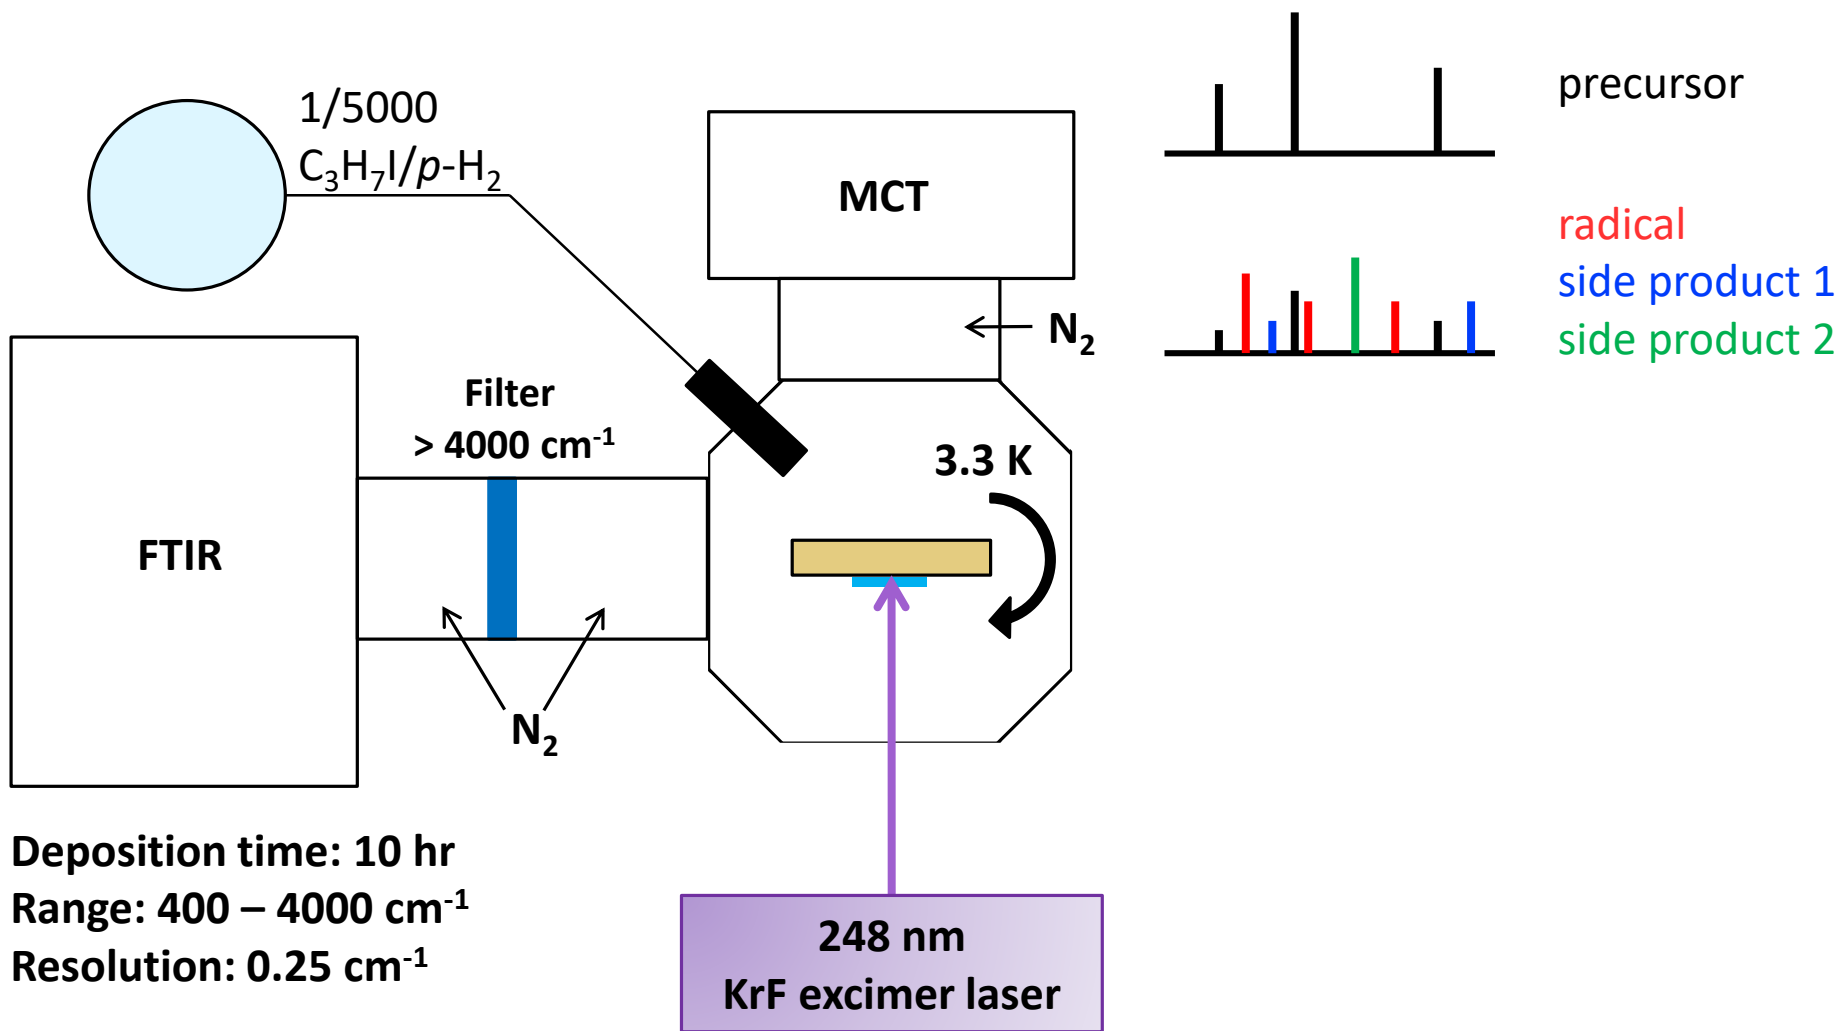 1/5000
C₃H₇I/p-H₂
MCT
precursor
radical
side product 1
side product 2
N₂
Filter
> 4000 cm⁻¹
3.3 K
FTIR
N₂
Deposition time: 10 hr
Range: 400 – 4000 cm⁻¹
Resolution: 0.25 cm⁻¹
248 nm
KrF excimer laser